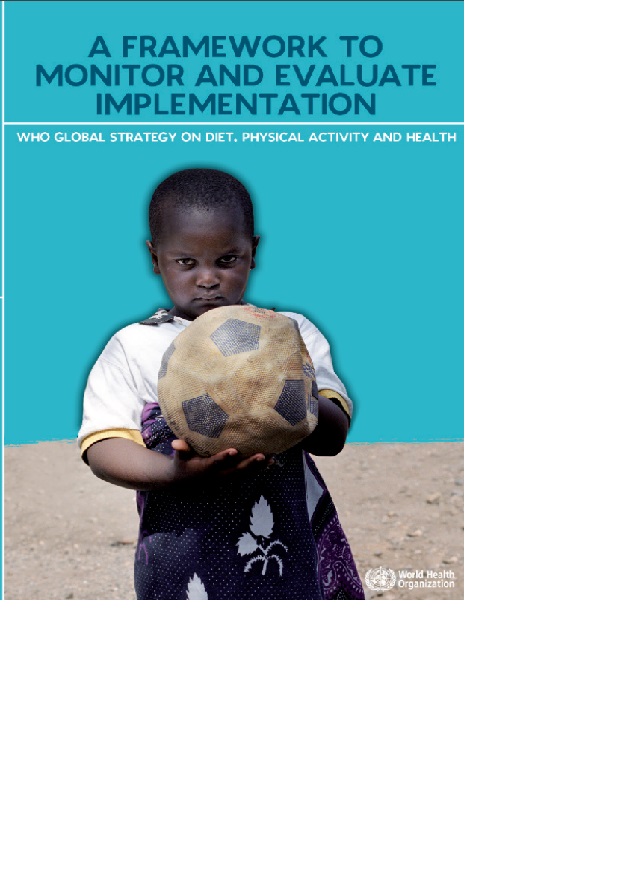 A FRAMEWORK TO
MONITOR AND EVALUATE
IMPLEMENTATION
WHO GLOBAL STRATEGY ON DIET, PHYSICAL ACTIVITY AND HEALTH
World Health
Organization